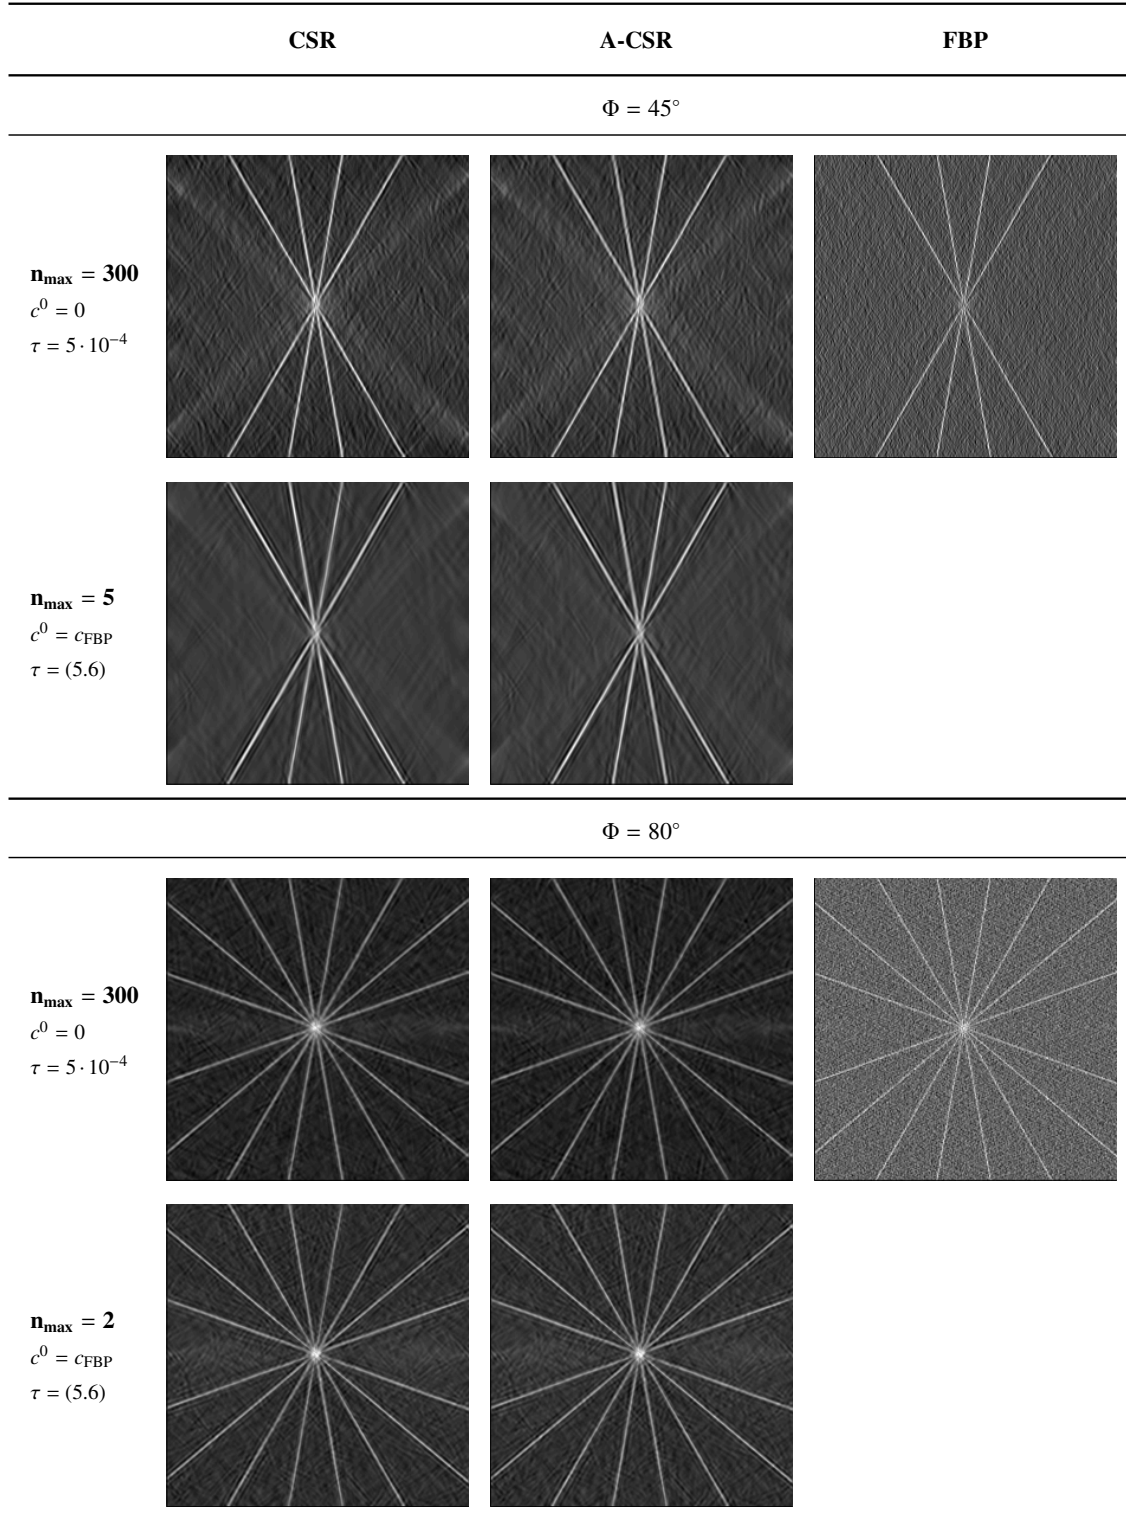 CSR A-CSR FBP
Φ = 45°
n_max = 300
c^0 = 0
τ = 5 · 10^−4
n_max = 5
c^0 = c_FBP
τ = (5.6)
Φ = 80°
n_max = 300
c^0 = 0
τ = 5 · 10^−4
n_max = 2
c^0 = c_FBP
τ = (5.6)